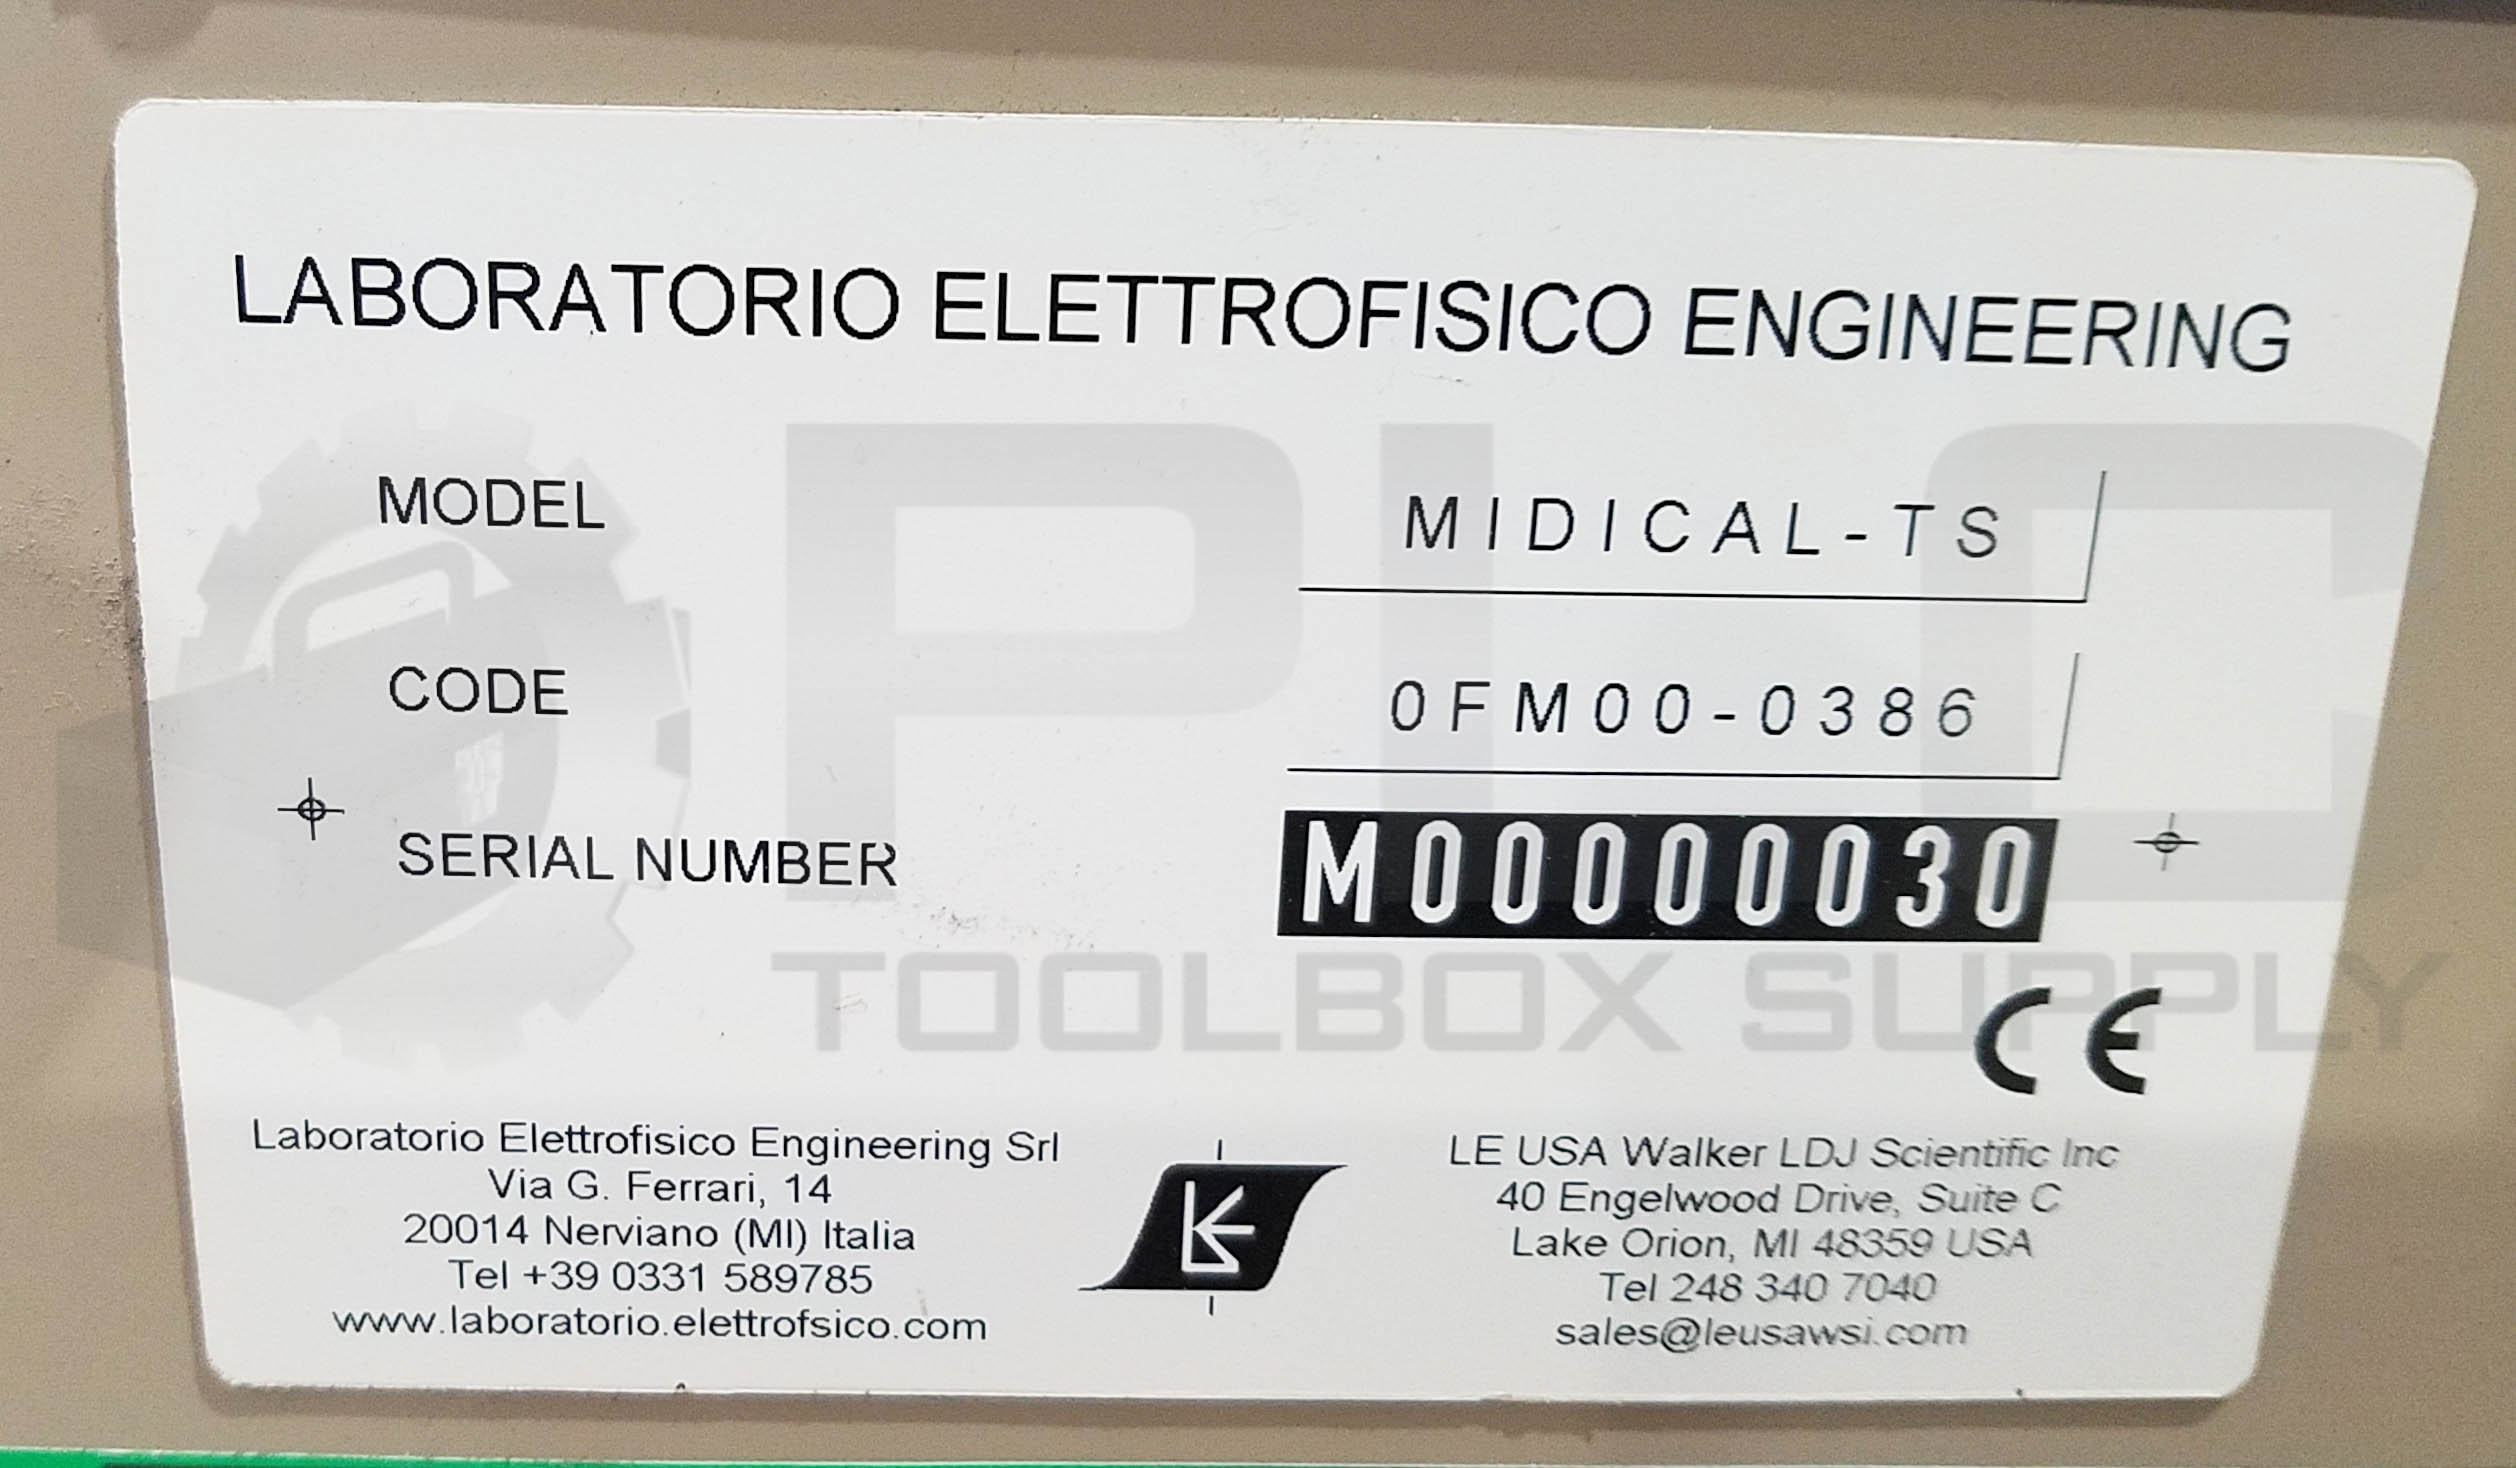 LABORATORIO ELETTROFISICO ENGINEERING
MODEL MIDICAL-TS
CODE 0FM00-0386
SERIAL NUMBER M00000030
PLC
TOOLBOX SUPPLY
CE
Laboratorio Elettrofisico Engineering Srl
Via G. Ferrari, 14
20014 Nerviano (MI) Italia
Tel +39 0331 589785
www.laboratorio.elettrofsico.com
LE
LE USA Walker LDJ Scientific Inc
40 Engelwood Drive, Suite C
Lake Orion, MI 48359 USA
Tel 248 340 7040
sales@leusawsi.com